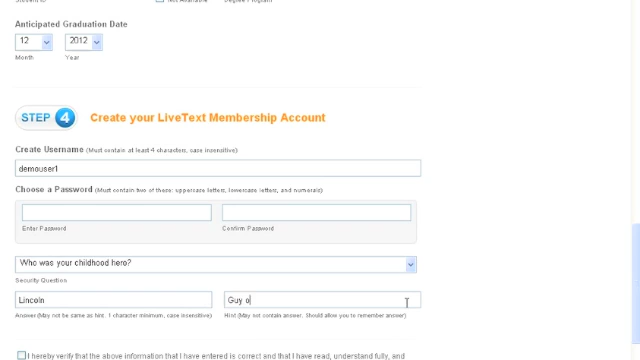 Student ID Not Available Degree Program
Anticipated Graduation Date
12 2012
Month Year
STEP 4 Create your LiveText Membership Account
Create Username (Must contain at least 4 characters, case insensitive)
demouser1
Choose a Password (Must contain two of these: uppercase letters, lowercase letters, and numerals)
Enter Password Confirm Password
Who was your childhood hero?
Security Question
Lincoln Guy o
Answer (May not be same as hint. 1 character minimum, case insensitive) Hint (May not contain answer. Should allow you to remember answer)
I hereby verify that the above information that I have entered is correct and that I have read, understand fully, and